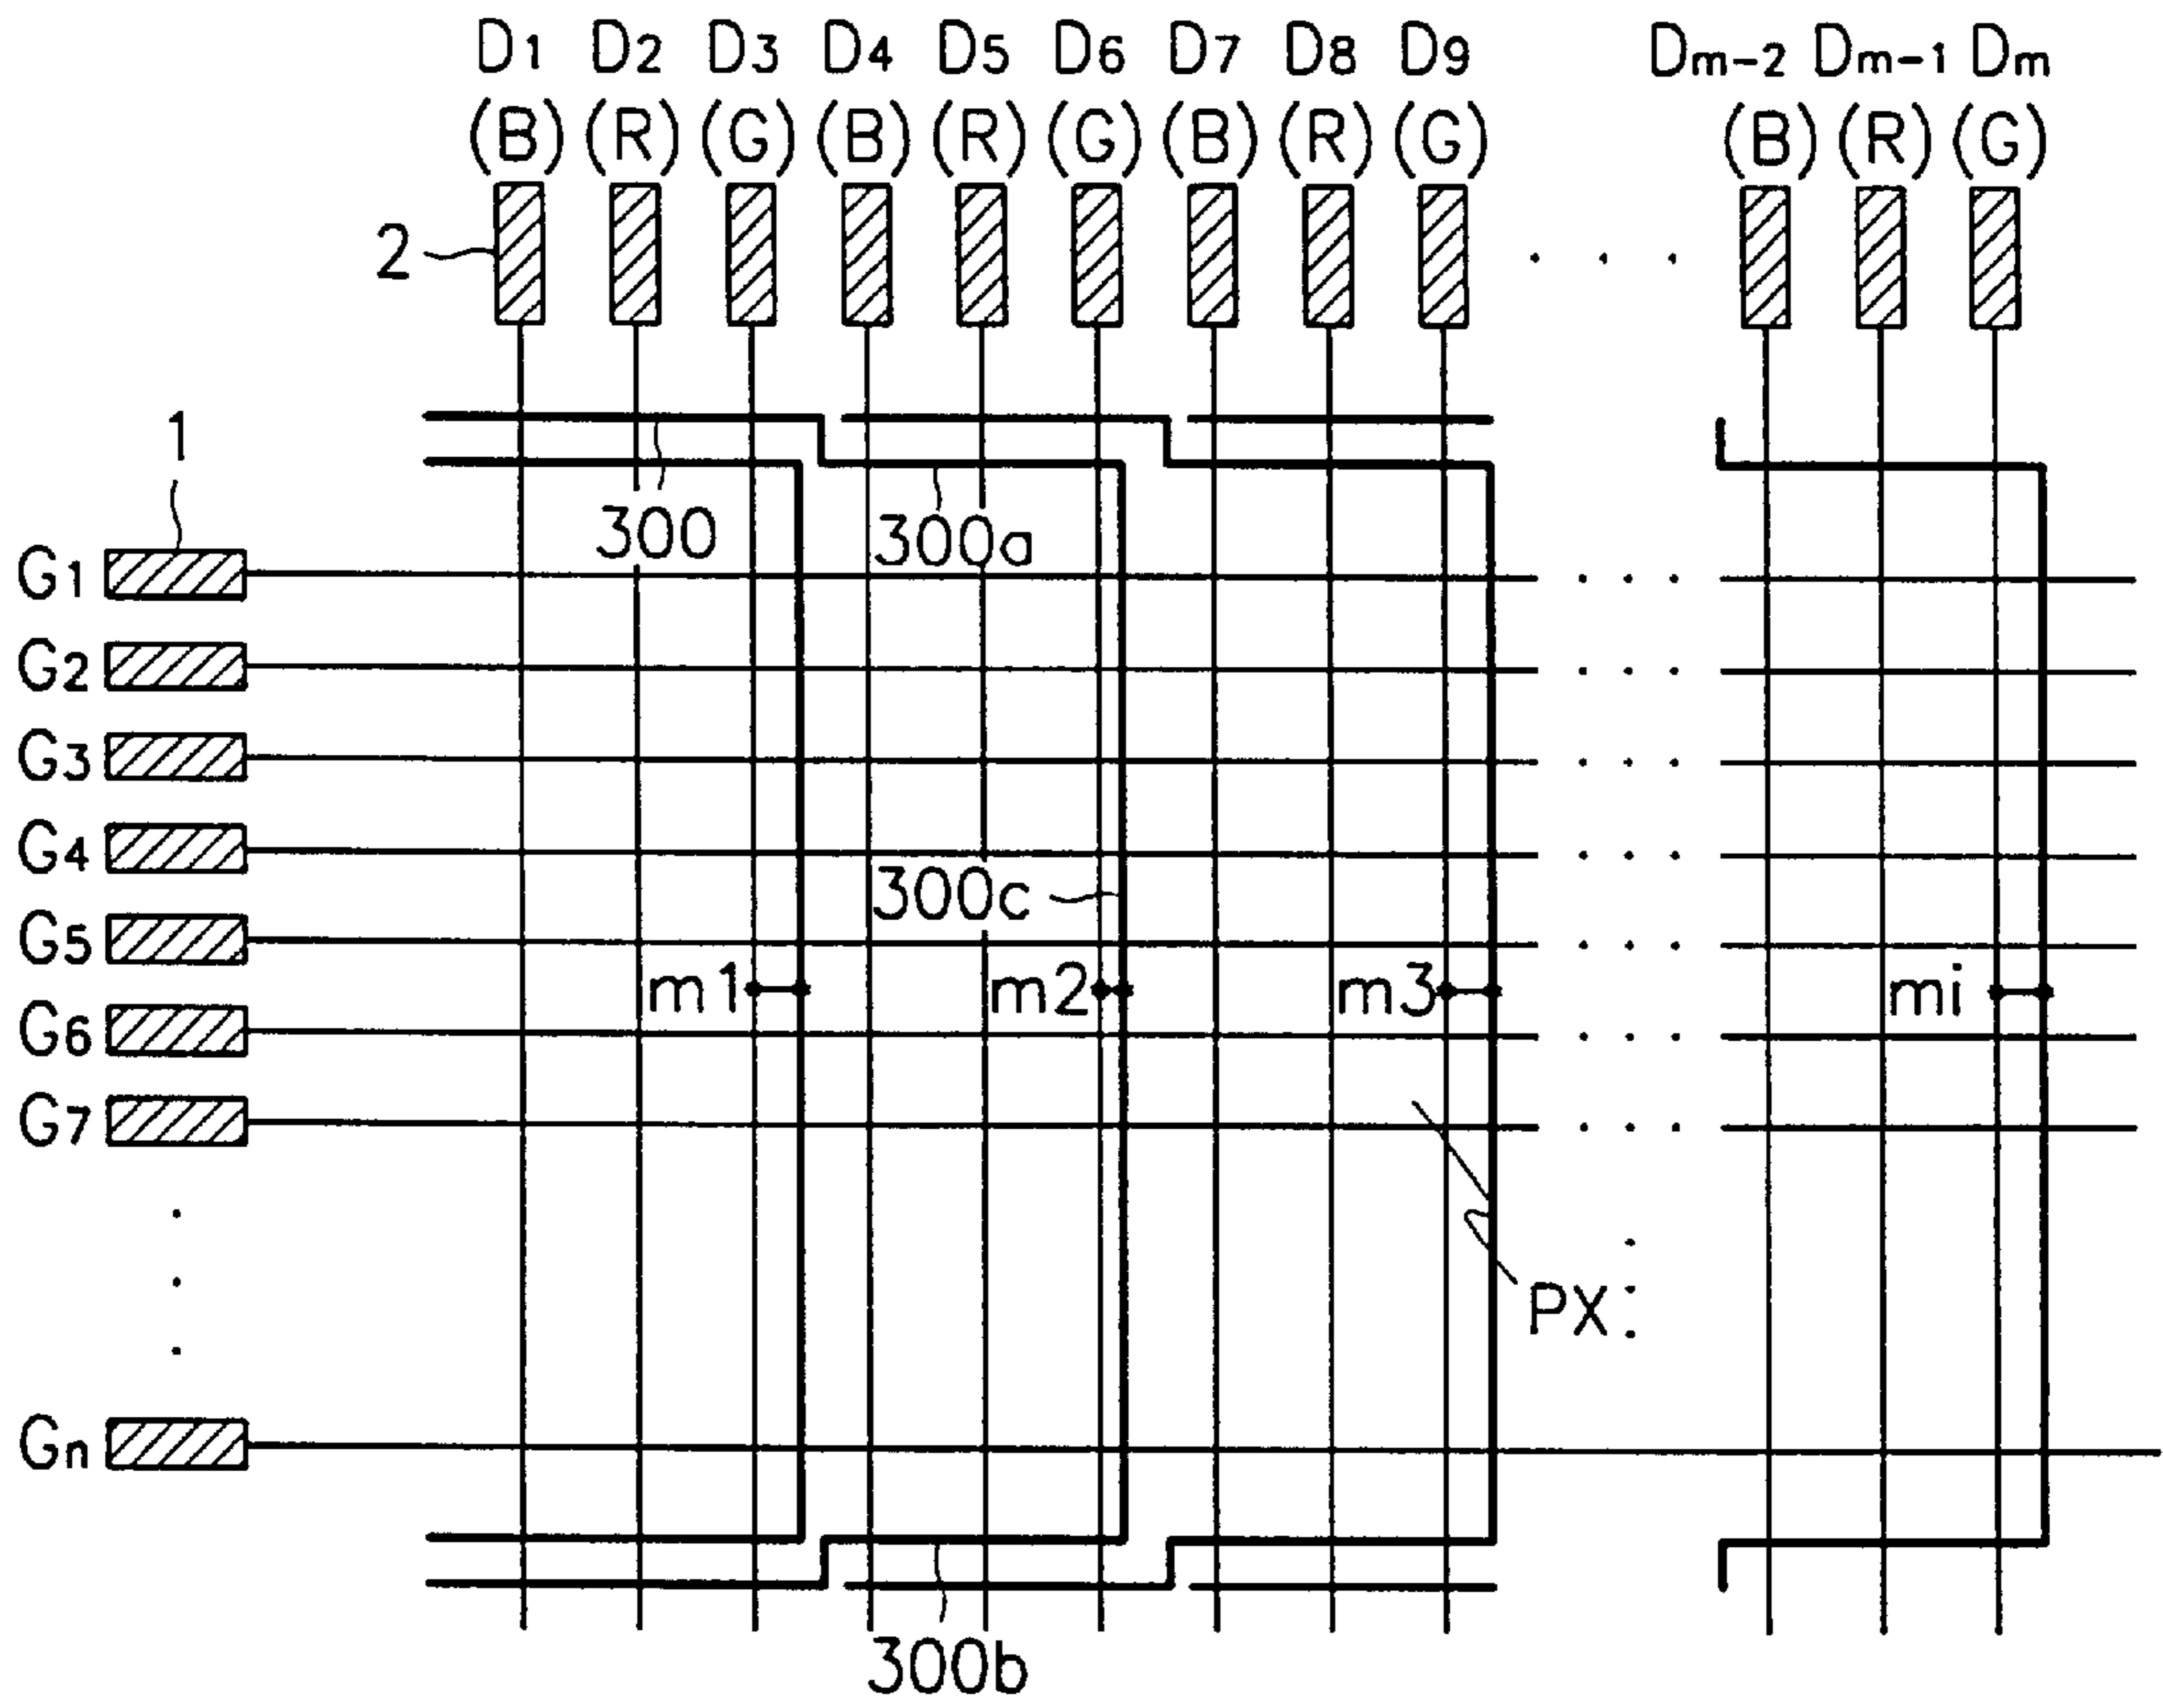 D1 D2 D3 D4 D5 D6 D7 D8 D9 Dm-2 Dm-1 Dm
(B) (R) (G) (B) (R) (G) (B) (R) (G) (B) (R) (G)
2
1
300 300a
G1
G2
G3
G4
300c
G5
m1 m2 m3 mi
G6
G7
PX
Gn
300b